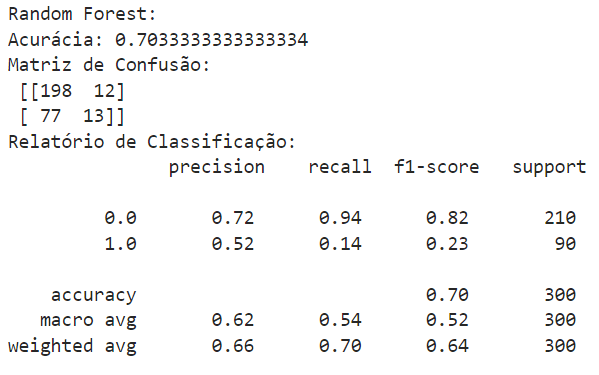 Random Forest:
Acurácia: 0.7033333333333334
Matriz de Confusão:
 [[198  12]
 [ 77  13]]
Relatório de Classificação:
              precision    recall  f1-score   support

         0.0       0.72      0.94      0.82       210
         1.0       0.52      0.14      0.23        90

    accuracy                           0.70       300
   macro avg       0.62      0.54      0.52       300
weighted avg       0.66      0.70      0.64       300